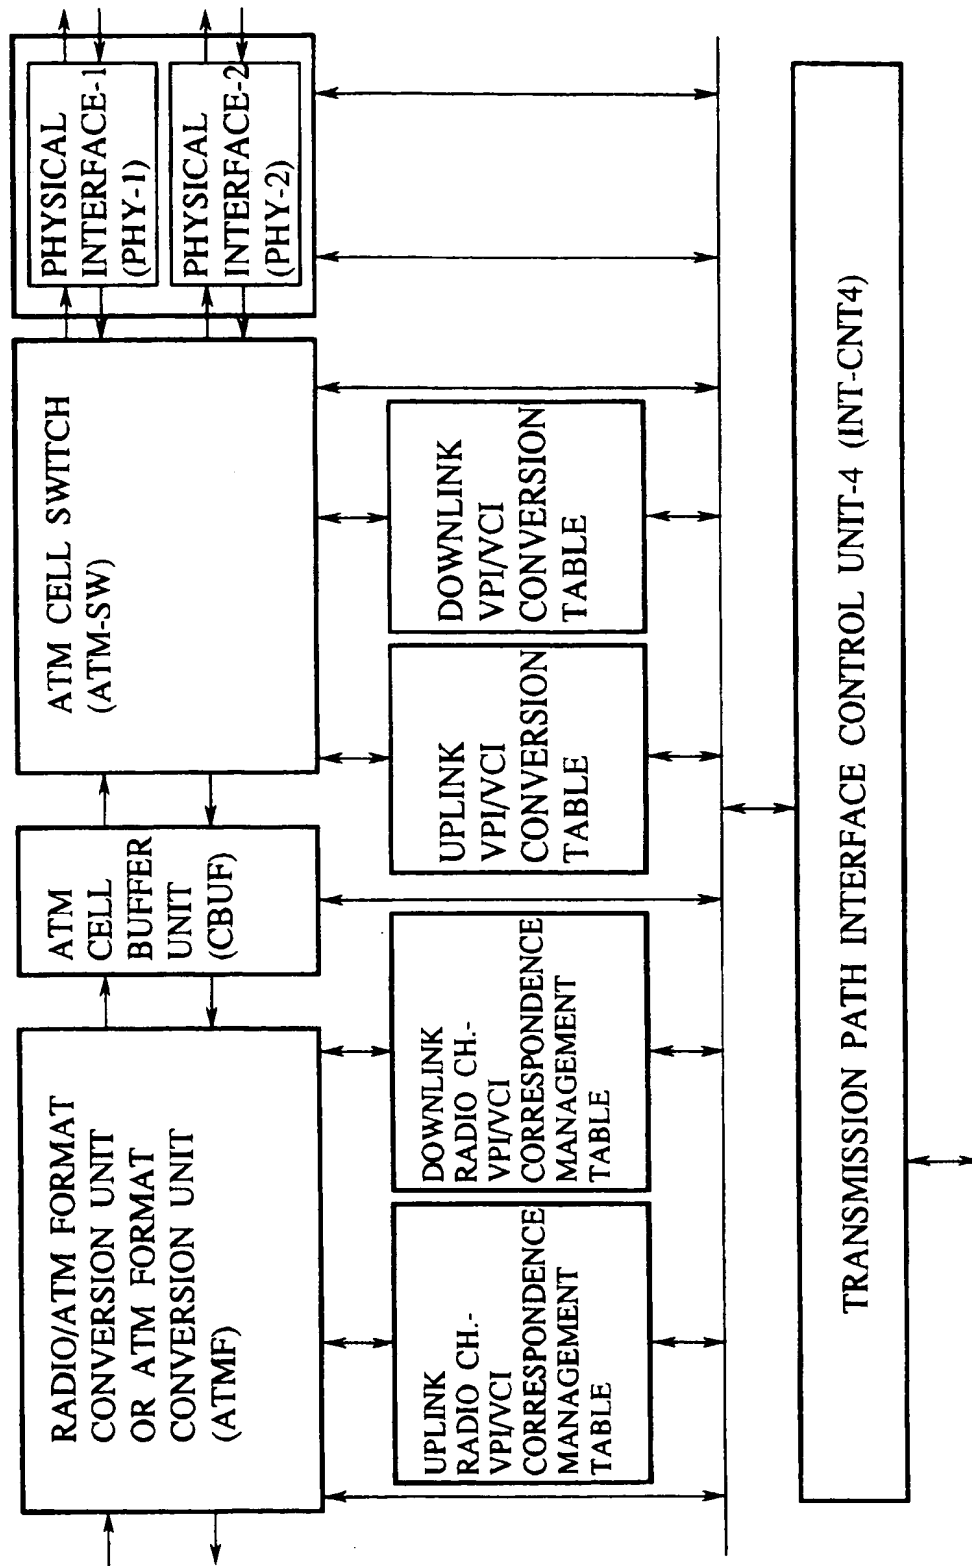 RADIO/ATM FORMAT
CONVERSION UNIT
OR ATM FORMAT
CONVERSION UNIT
(ATMF)
ATM
CELL
BUFFER
UNIT
(CBUF)
ATM CELL SWITCH
(ATM-SW)
PHYSICAL
INTERFACE-1
(PHY-1)
PHYSICAL
INTERFACE-2
(PHY-2)
UPLINK
RADIO CH.-
VPI/VCI
CORRESPONDENCE
MANAGEMENT
TABLE
DOWNLINK
RADIO CH.-
VPI/VCI
CORRESPONDENCE
MANAGEMENT
TABLE
UPLINK
VPI/VCI
CONVERSION
TABLE
DOWNLINK
VPI/VCI
CONVERSION
TABLE
TRANSMISSION PATH INTERFACE CONTROL UNIT-4 (INT-CNT4)